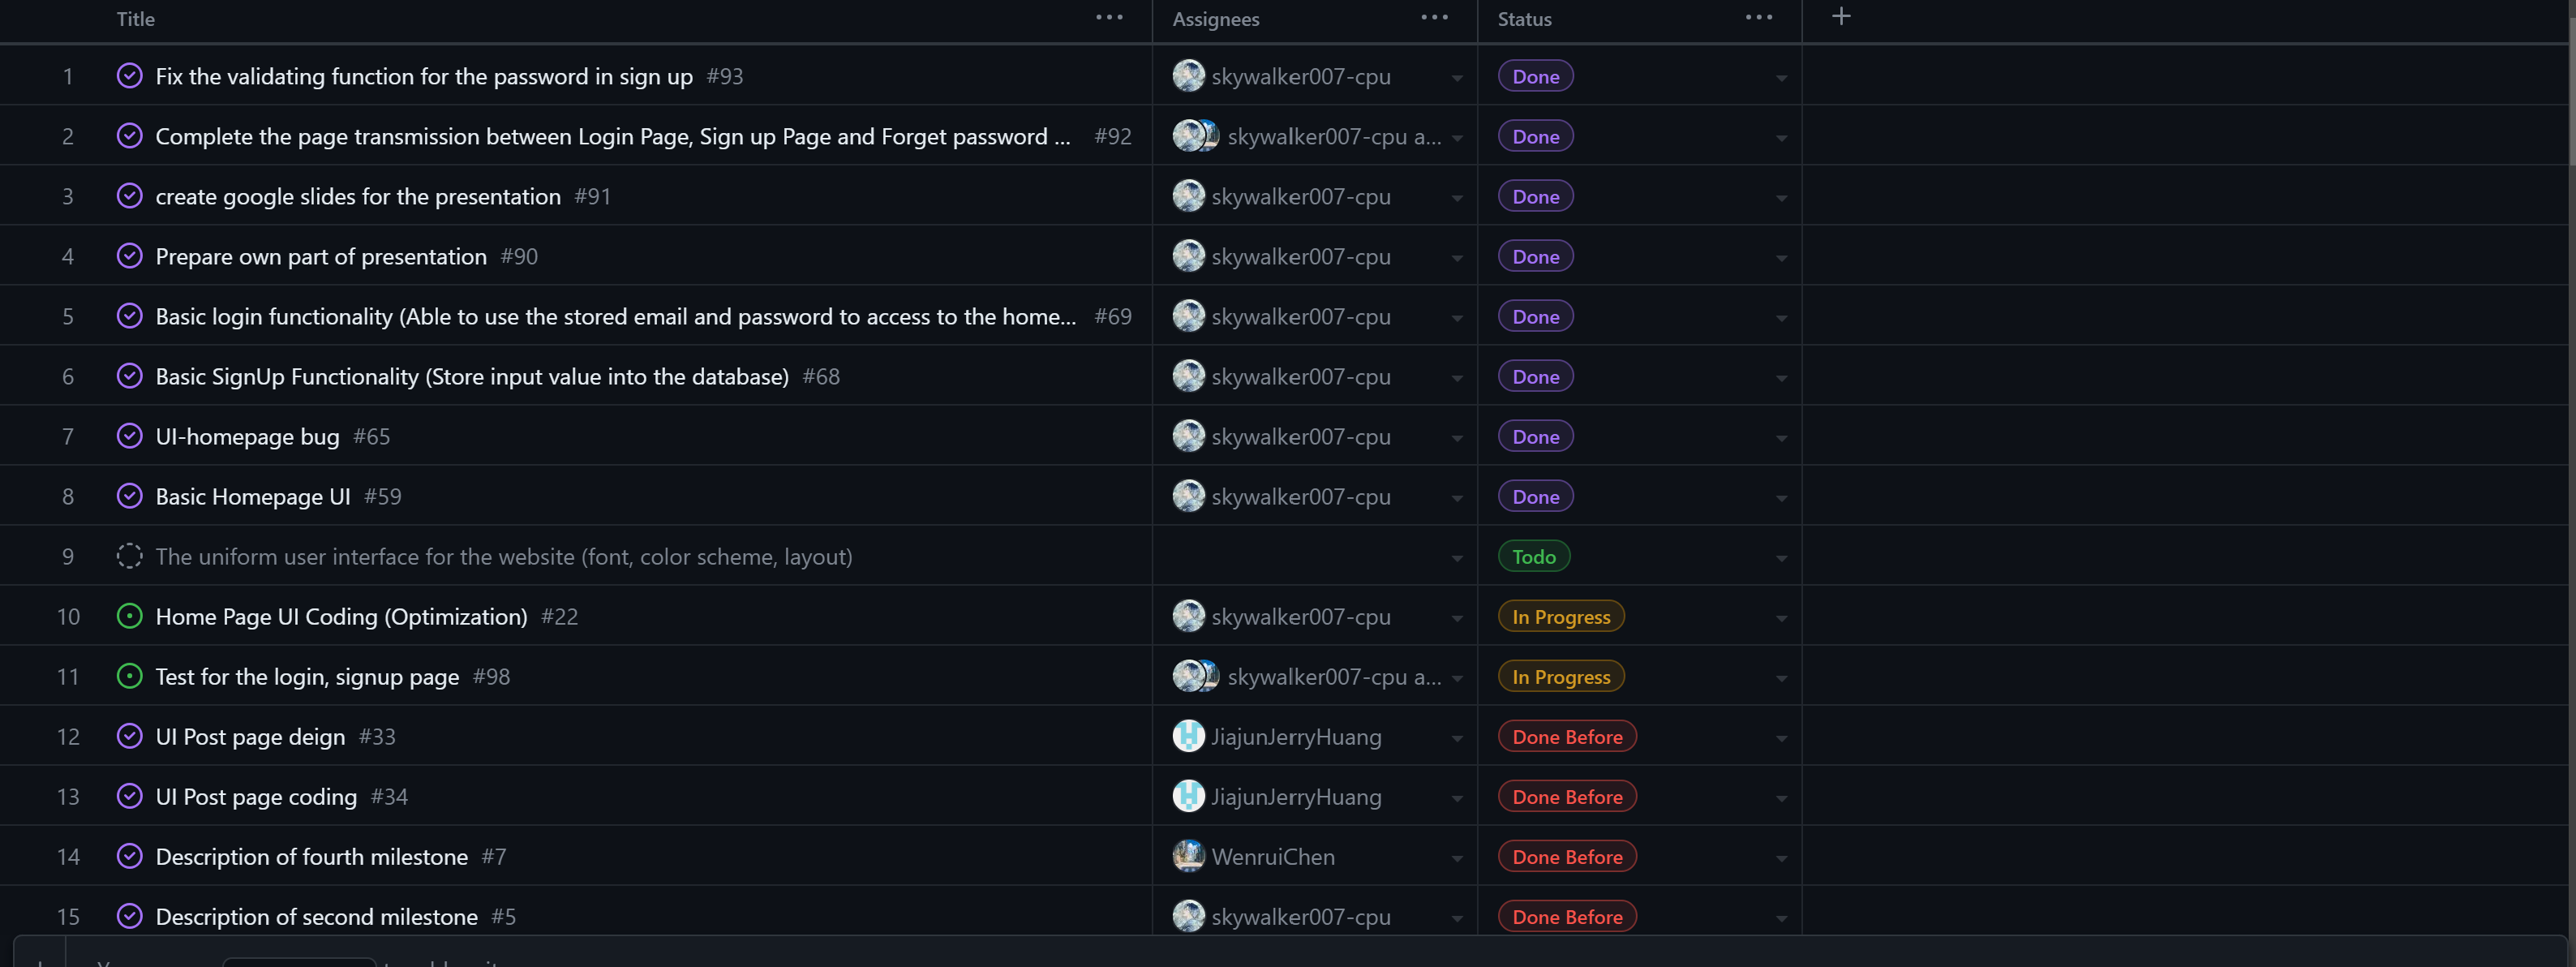 Title ... Assignees ... Status ... +
1 Fix the validating function for the password in sign up #93 skywalker007-cpu Done
2 Complete the page transmission between Login Page, Sign up Page and Forget password ... #92 skywalker007-cpu a... Done
3 create google slides for the presentation #91 skywalker007-cpu Done
4 Prepare own part of presentation #90 skywalker007-cpu Done
5 Basic login functionality (Able to use the stored email and password to access to the home... #69 skywalker007-cpu Done
6 Basic SignUp Functionality (Store input value into the database) #68 skywalker007-cpu Done
7 UI-homepage bug #65 skywalker007-cpu Done
8 Basic Homepage UI #59 skywalker007-cpu Done
9 The uniform user interface for the website (font, color scheme, layout) Todo
10 Home Page UI Coding (Optimization) #22 skywalker007-cpu In Progress
11 Test for the login, signup page #98 skywalker007-cpu a... In Progress
12 UI Post page deign #33 JiajunJerryHuang Done Before
13 UI Post page coding #34 JiajunJerryHuang Done Before
14 Description of fourth milestone #7 WenruiChen Done Before
15 Description of second milestone #5 skywalker007-cpu Done Before